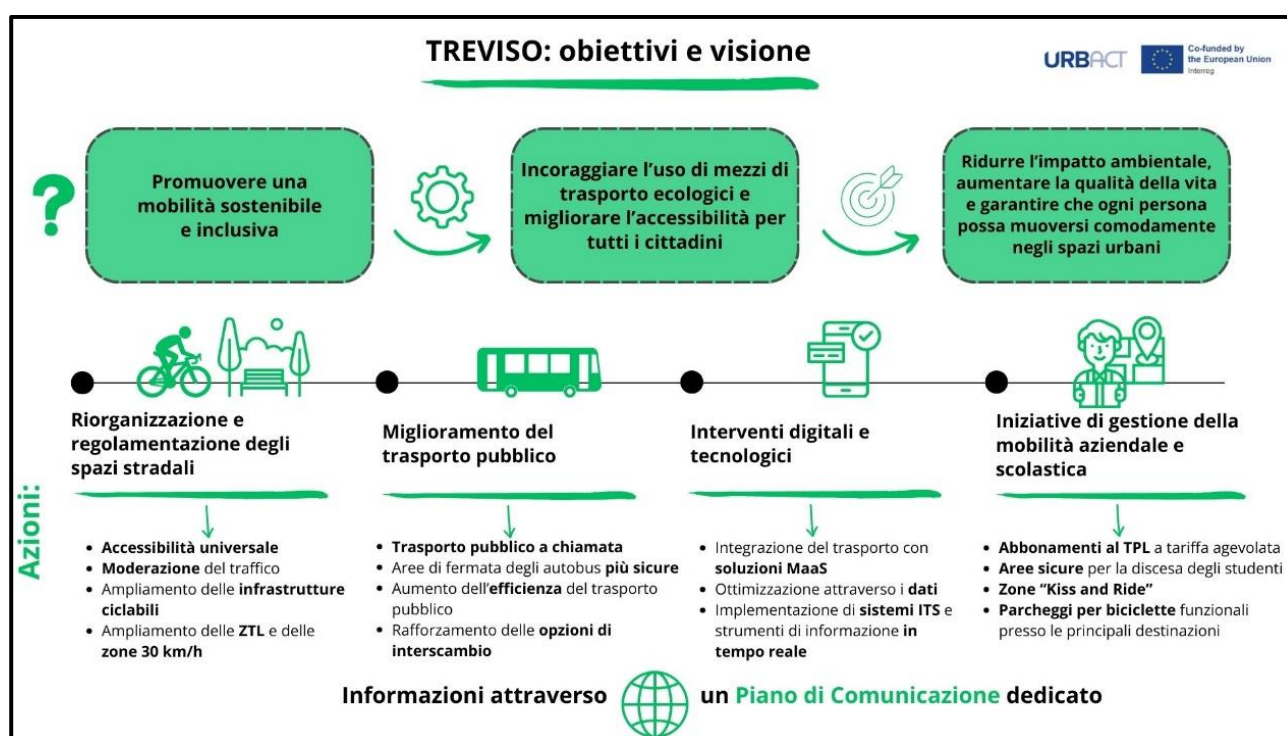 TREVISO: obiettivi e visione
URBACT
Co-funded by
the European Union
Interreg
?
Promuovere una
mobilità sostenibile
e inclusiva
Incoraggiare l'uso di mezzi di
trasporto ecologici e
migliorare l'accessibilità per
tutti i cittadini
Ridurre l'impatto ambientale,
aumentare la qualità della vita
e garantire che ogni persona
possa muoversi comodamente
negli spazi urbani
Azioni:
Riorganizzazione e
regolamentazione degli
spazi stradali
• Accessibilità universale
• Moderazione del traffico
• Ampliamento delle infrastrutture
ciclabili
• Ampliamento delle ZTL e delle
zone 30 km/h
Miglioramento del
trasporto pubblico
• Trasporto pubblico a chiamata
• Aree di fermata degli autobus più sicure
• Aumento dell'efficienza del trasporto
pubblico
• Rafforzamento delle opzioni di
interscambio
Interventi digitali e
tecnologici
• Integrazione del trasporto con
soluzioni MaaS
• Ottimizzazione attraverso i dati
• Implementazione di sistemi ITS e
strumenti di informazione in
tempo reale
Iniziative di gestione della
mobilità aziendale e
scolastica
• Abbonamenti al TPL a tariffa agevolata
• Aree sicure per la discesa degli studenti
• Zone “Kiss and Ride”
• Parcheggi per biciclette funzionali
presso le principali destinazioni
Informazioni attraverso un Piano di Comunicazione dedicato